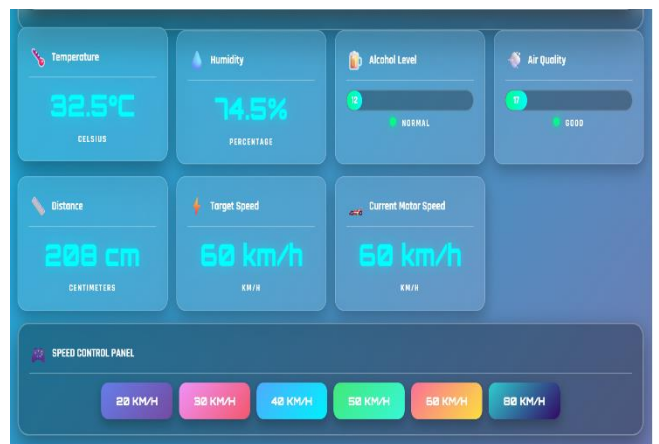 Temperature
32.5°C
CELSIUS
Humidity
74.5%
PERCENTAGE
Alcohol Level
12
NORMAL
Air Quality
17
GOOD
Distance
208 cm
CENTIMETERS
Target Speed
60 km/h
KM/H
Current Motor Speed
60 km/h
KM/H
SPEED CONTROL PANEL
20 KM/H
30 KM/H
40 KM/H
50 KM/H
60 KM/H
80 KM/H